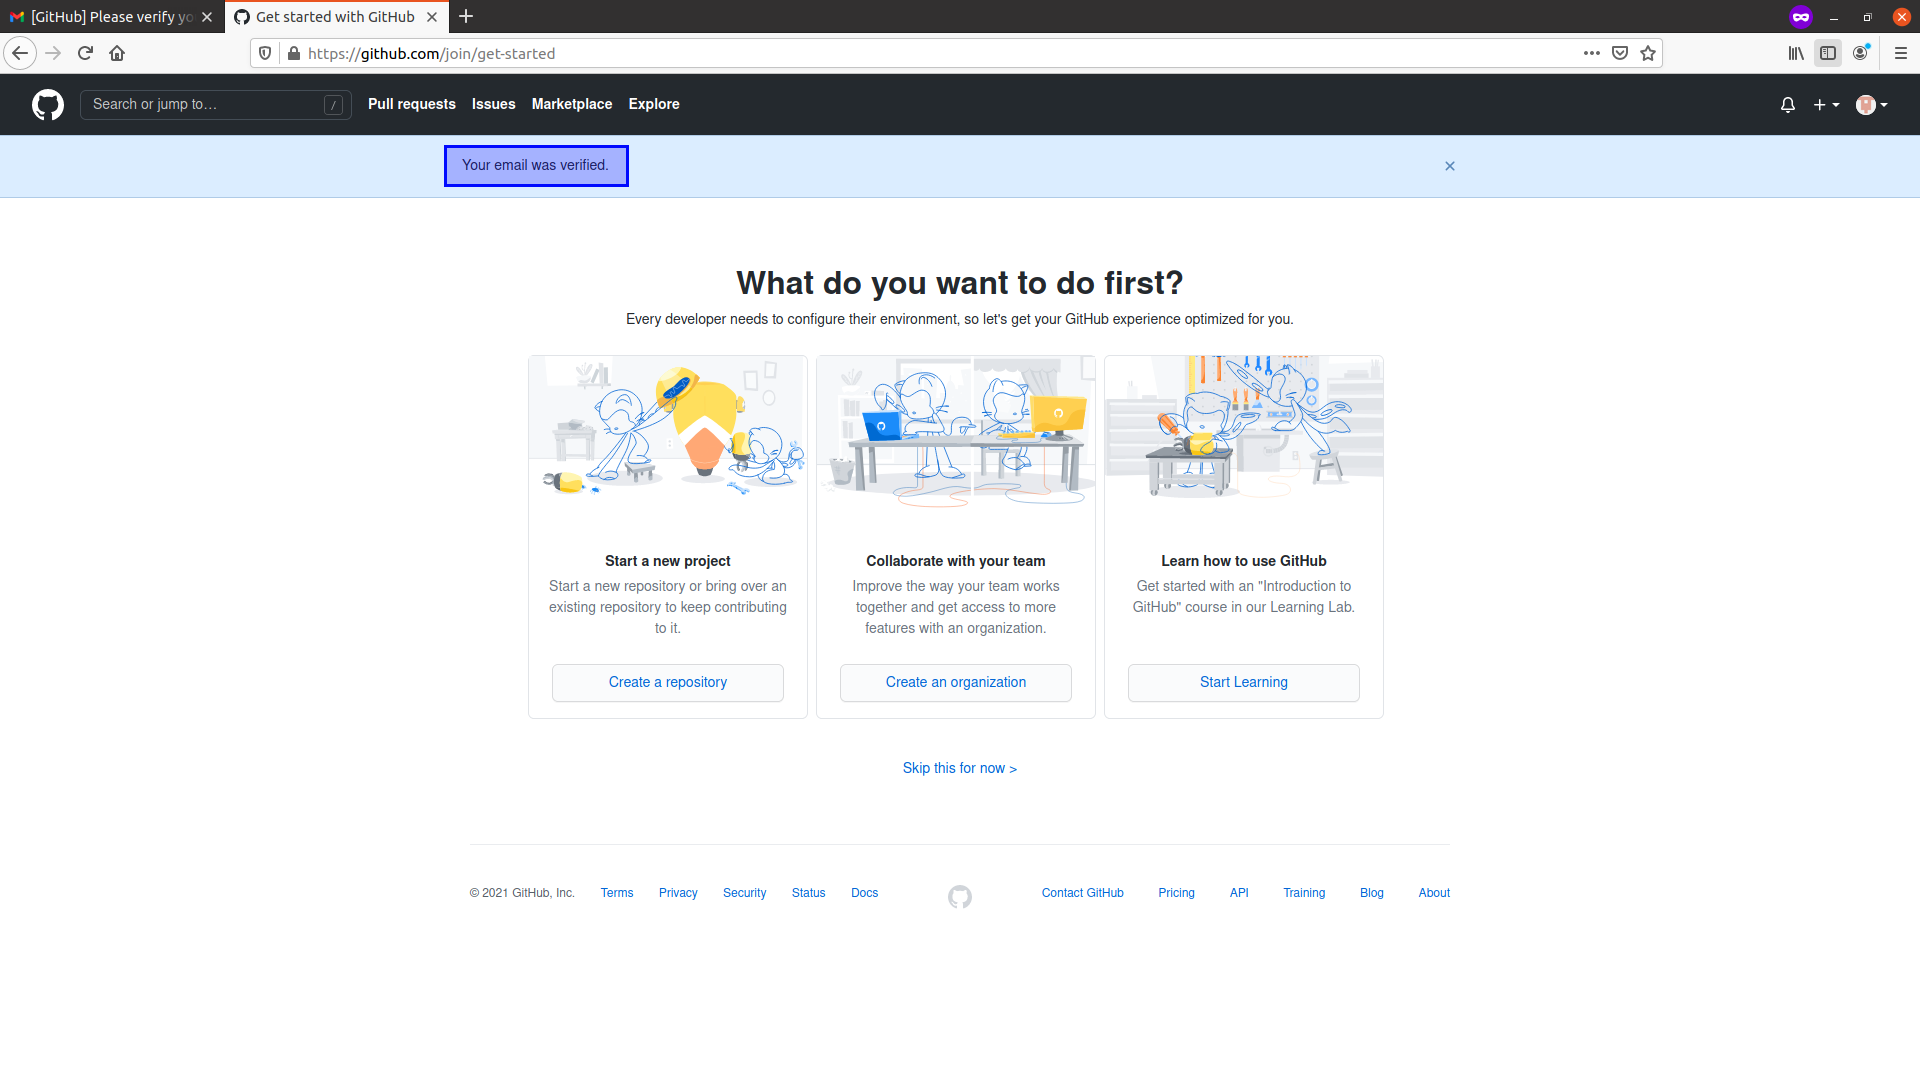 [GitHub] Please verify yo
Get started with GitHub
https://github.com/join/get-started
Search or jump to…
/
Pull requests
Issues
Marketplace
Explore
Your email was verified.
What do you want to do first?
Every developer needs to configure their environment, so let's get your GitHub experience optimized for you.
Start a new project
Start a new repository or bring over an
existing repository to keep contributing
to it.
Create a repository
Collaborate with your team
Improve the way your team works
together and get access to more
features with an organization.
Create an organization
Learn how to use GitHub
Get started with an "Introduction to
GitHub" course in our Learning Lab.
Start Learning
Skip this for now >
© 2021 GitHub, Inc. Terms Privacy Security Status Docs Contact GitHub Pricing API Training Blog About